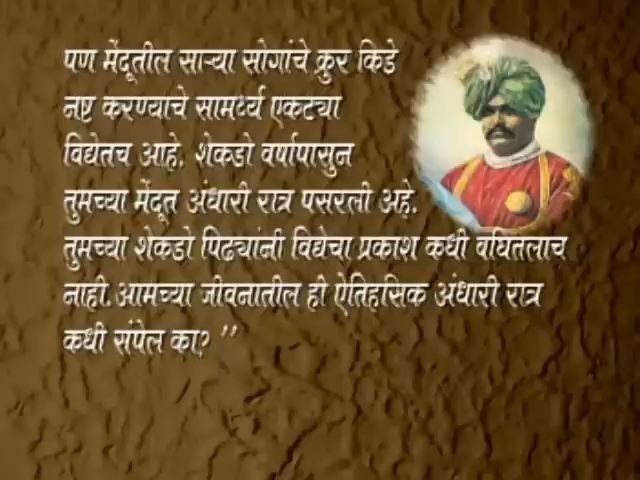 पण मेंदूतील साऱ्या सोगांचे क्रुर किडे
नष्ट करण्याचे सामर्थ्य एकट्या
विद्येतच आहे. शेकडो वर्षापासुन
तुमच्या मेंदूत अंधारी रात्र पसरली अहे.
तुमच्या शेकडो पिढ्यांनी विद्येचा प्रकाश कधी बघितलाच
नाही. आमच्या जीवनातील ही ऐतिहसिक अंधारी रात्र
कधी संपेल का? ’’